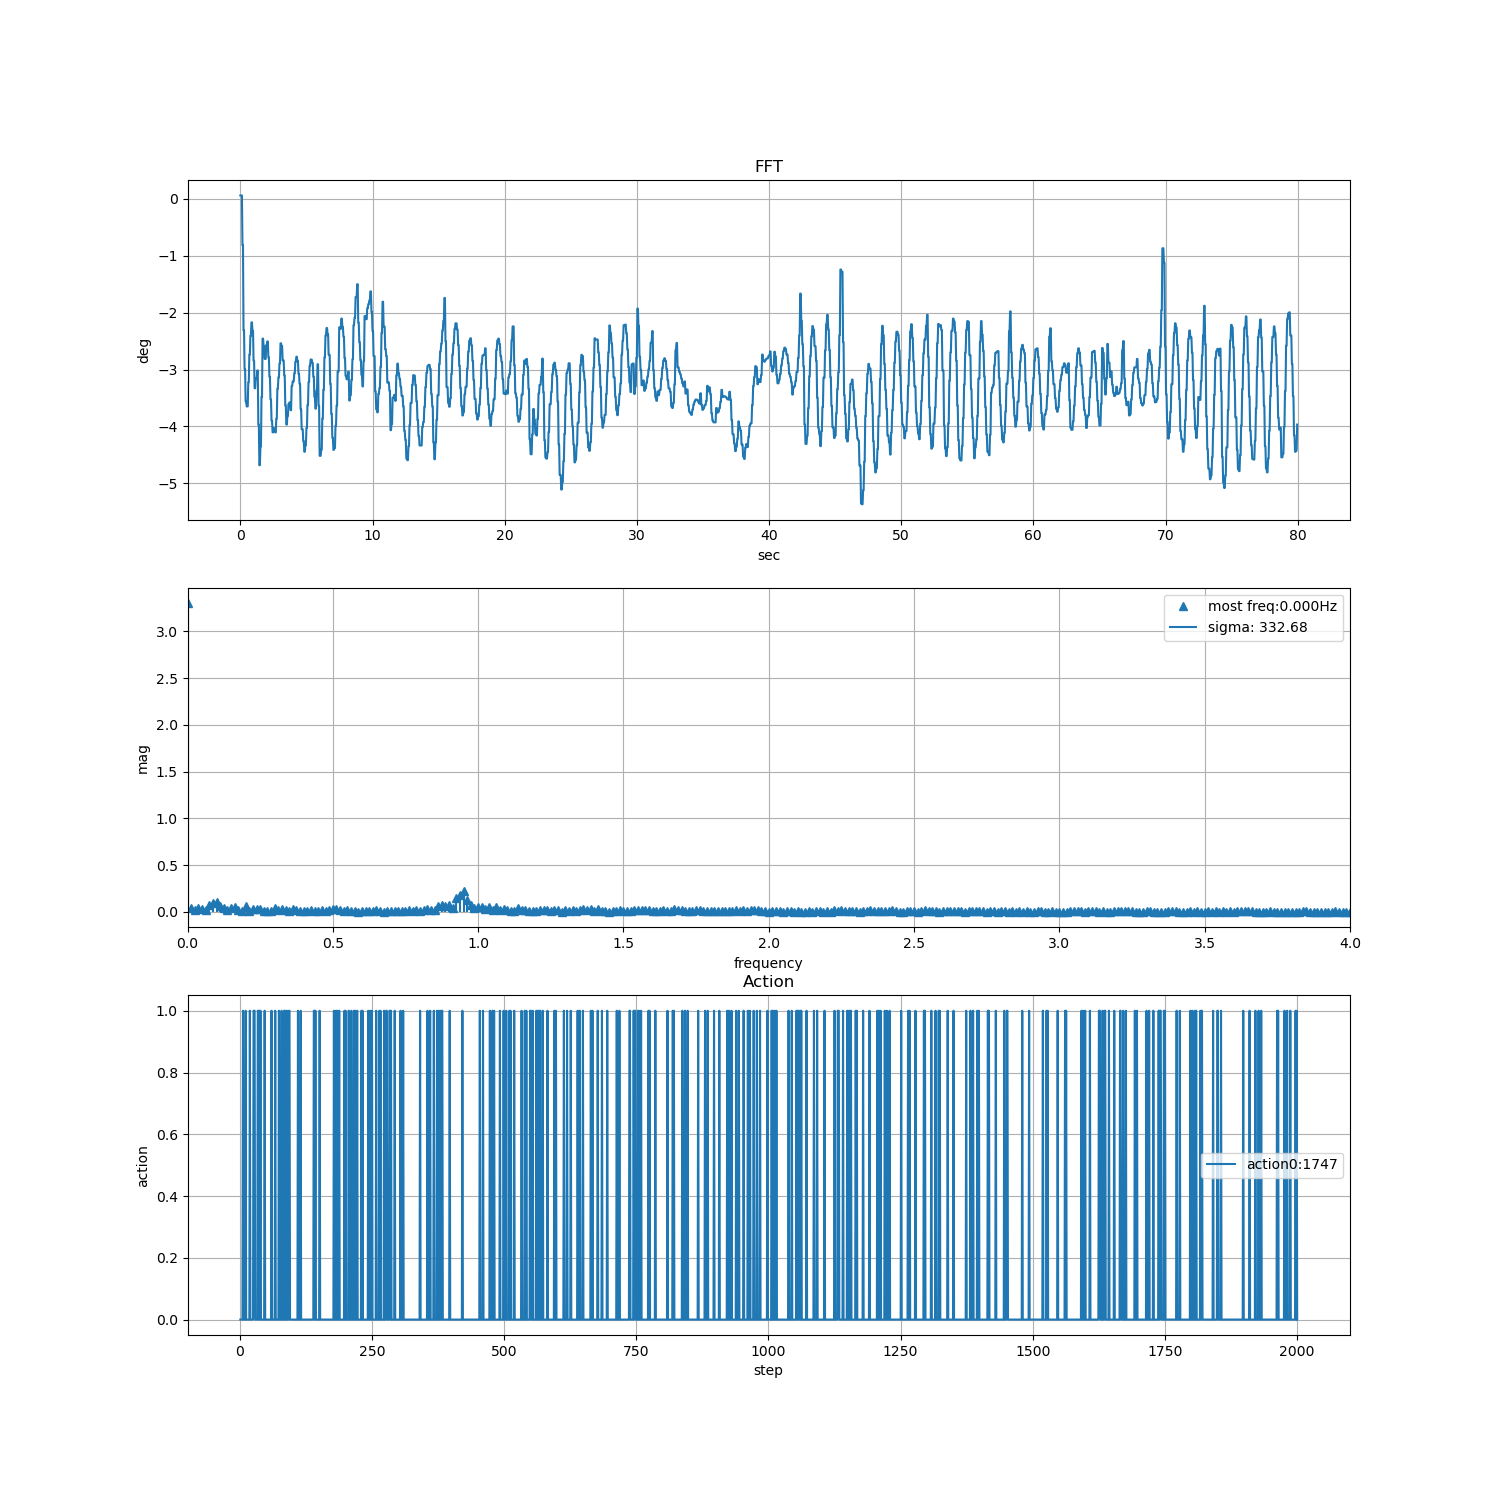 FFT
0
−1
−2
−3
−4
−5
deg
0 10 20 30 40 50 60 70 80
sec
most freq:0.000Hz
sigma: 332.68
3.0
2.5
2.0
1.5
1.0
0.5
0.0
mag
0.0 0.5 1.0 1.5 2.0 2.5 3.0 3.5 4.0
frequency
Action
1.0
0.8
0.6
0.4
0.2
0.0
action
action0:1747
0 250 500 750 1000 1250 1500 1750 2000
step